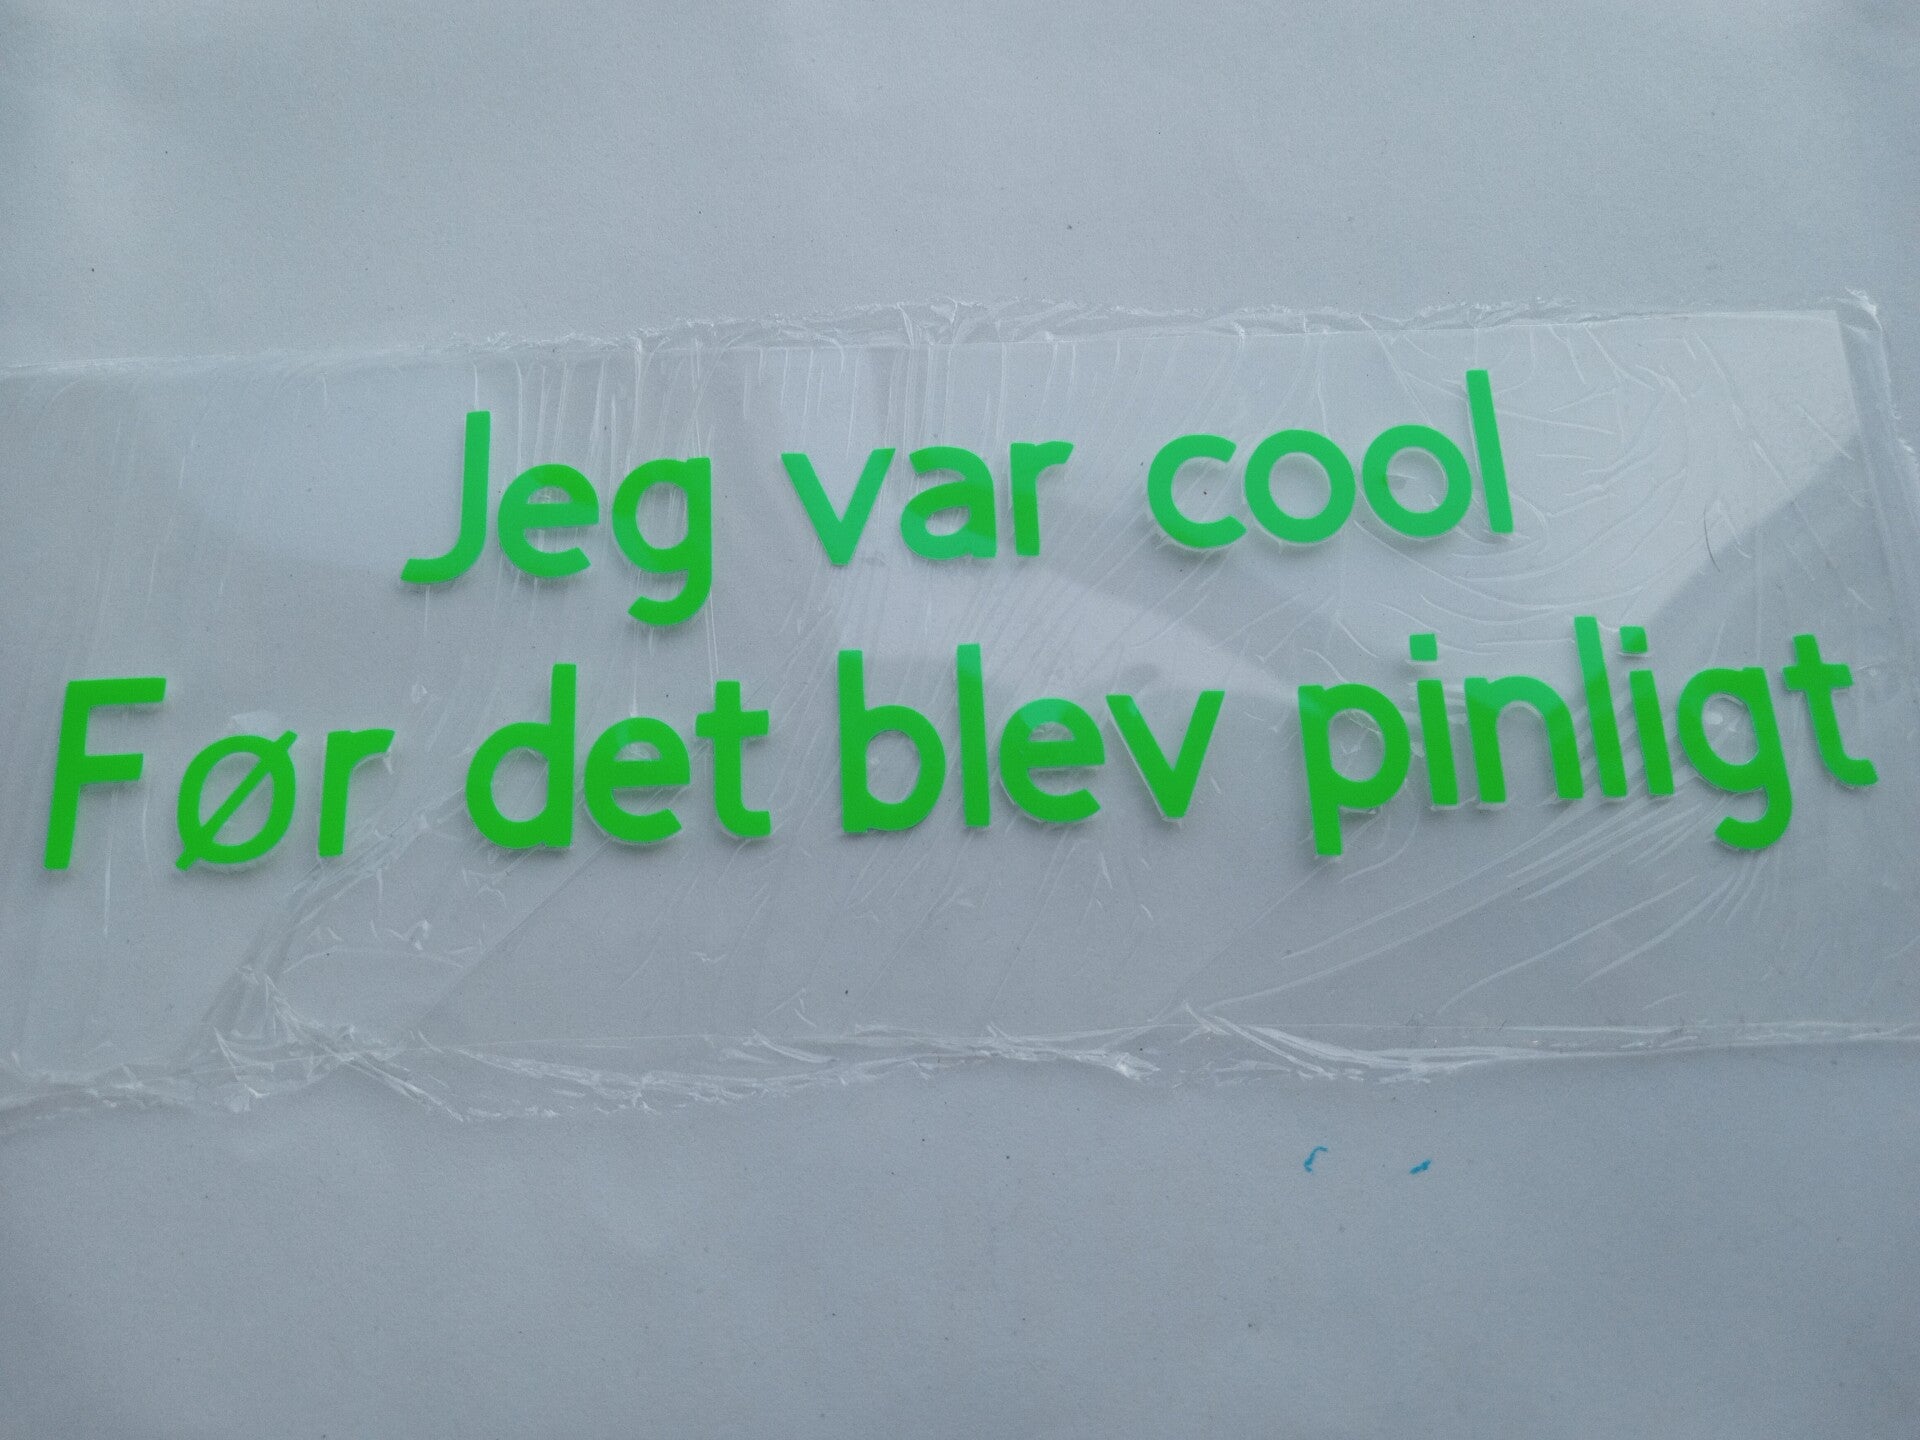 Jeg var cool
Før det blev pinligt